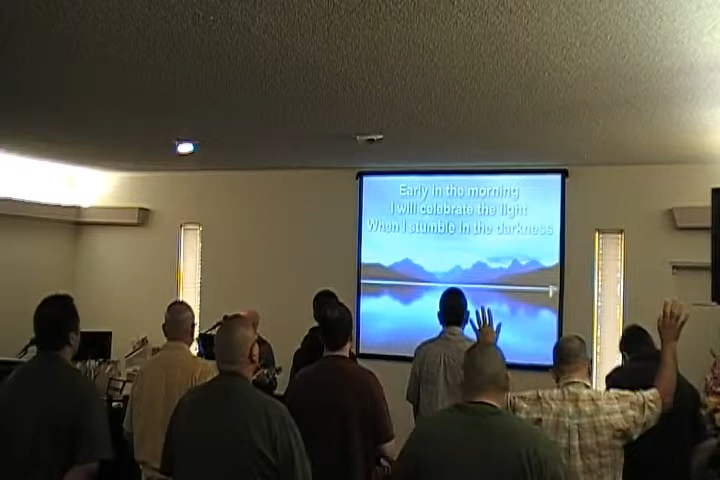 Early in the morning
I will celebrate the light
When I stumble in the darkness